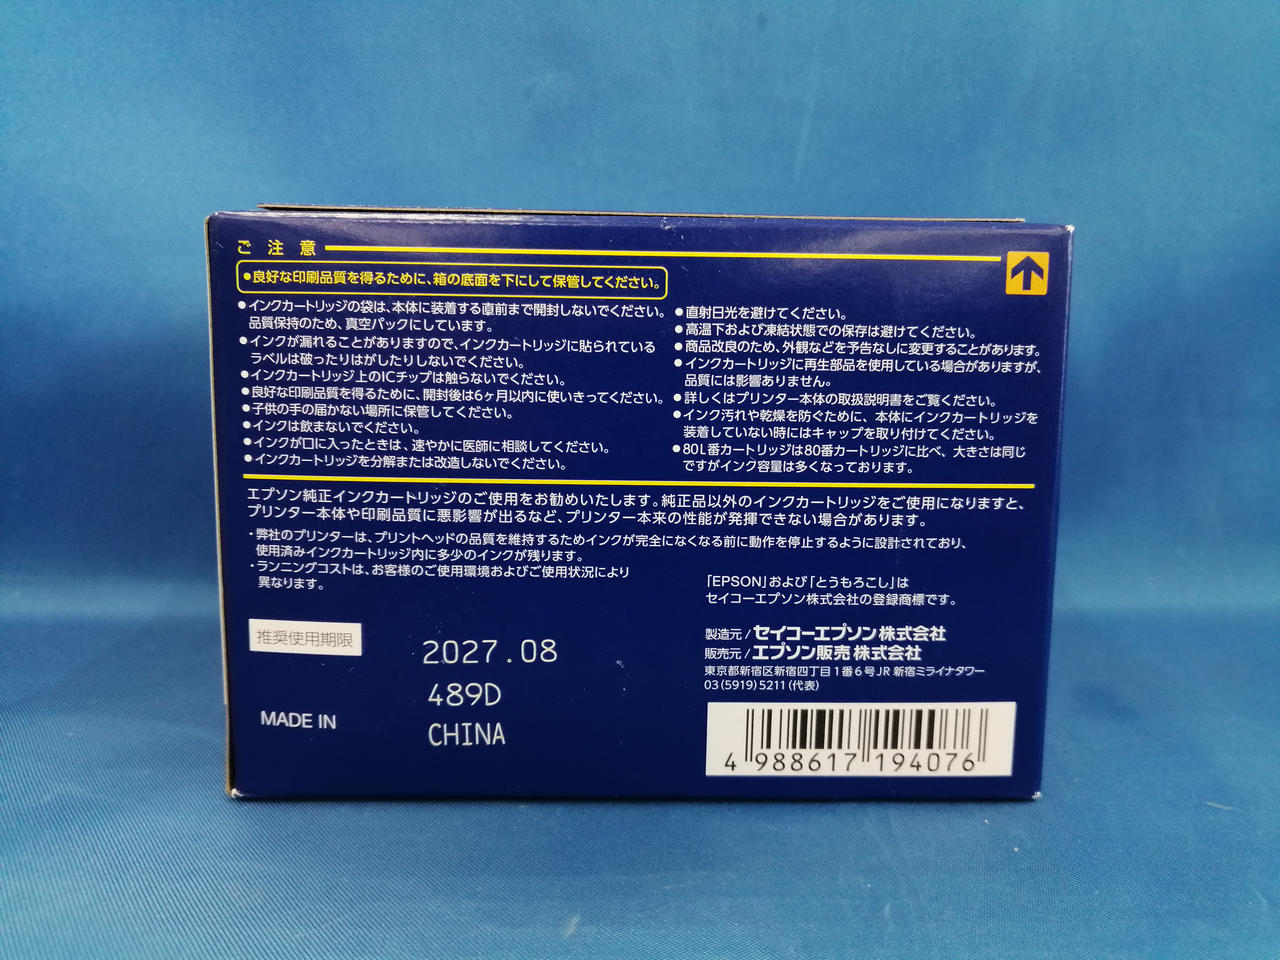 ご注意
●良好な印刷品質を得るために、箱の底面を下にして保管してください。
●インクカートリッジの袋は、本体に装着する直前まで開封しないでください。
品質保持のため、真空パックにしています。
●インクが漏れることがありますので、インクカートリッジに貼られている
ラベルは破ったりはがしたりしないでください。
●インクカートリッジ上のICチップは触らないでください。
●良好な印刷品質を得るために、開封後は6ヶ月以内に使いきってください。
●子供の手の届かない場所に保管してください。
●インクは飲まないでください。
●インクが口に入ったときは、速やかに医師に相談してください。
●インクカートリッジを分解または改造しないでください。
●直射日光を避けてください。
●高温下および凍結状態での保存は避けてください。
●商品改良のため、外観などを予告なしに変更することがあります。
●インクカートリッジに再生部品を使用している場合がありますが、
品質には影響ありません。
●詳しくはプリンター本体の取扱説明書をご覧ください。
●インク汚れや乾燥を防ぐために、本体にインクカートリッジを
装着していない時にはキャップを取り付けてください。
●80L番カートリッジは80番カートリッジに比べ、大きさは同じ
ですがインク容量は多くなっております。
エプソン純正インクカートリッジのご使用をお勧めいたします。純正品以外のインクカートリッジをご使用になりますと、
プリンター本体や印刷品質に悪影響が出るなど、プリンター本来の性能が発揮できない場合があります。
・弊社のプリンターは、プリントヘッドの品質を維持するためインクが完全になくなる前に動作を停止するように設計されており、
使用済みインクカートリッジ内に多少のインクが残ります。
・ランニングコストは、お客様のご使用環境およびご使用状況により
異なります。
「EPSON」および「とうもろこし」は
セイコーエプソン株式会社の登録商標です。
製造元/セイコーエプソン株式会社
販売元/エプソン販売株式会社
東京都新宿区新宿四丁目1番6号JR新宿ミライナタワー
03(5919)5211(代表)
推奨使用期限
2027.08
489D
MADE IN CHINA
4 988617 194076